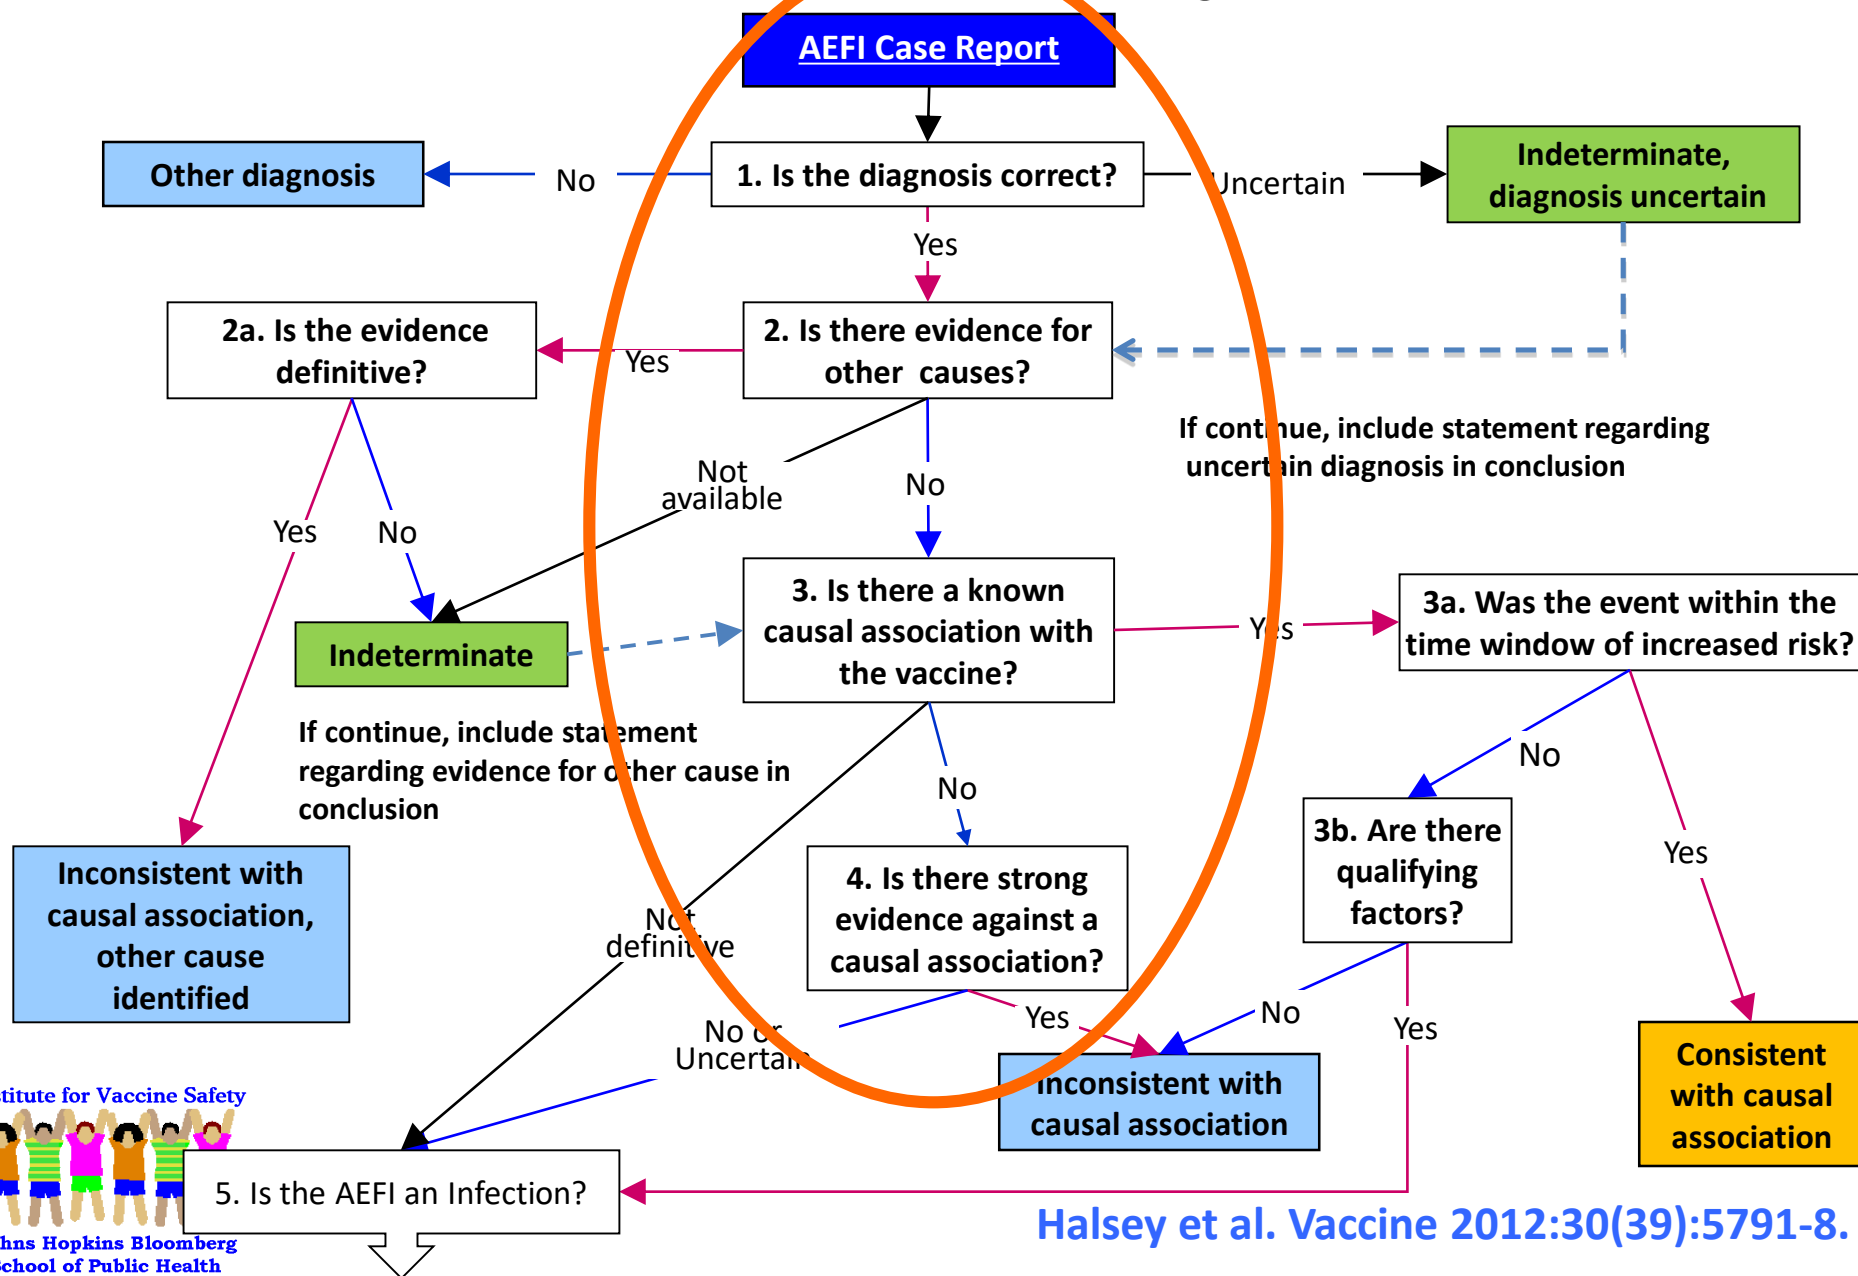 AEFI Case Report
Other diagnosis
No
1. Is the diagnosis correct?
Uncertain
Indeterminate,
diagnosis uncertain
Yes
2a. Is the evidence
definitive?
Yes
2. Is there evidence for
other causes?
If continue, include statement regarding
uncertain diagnosis in conclusion
Not
available
No
Yes
No
3. Is there a known
causal association with
the vaccine?
Yes
3a. Was the event within the
time window of increased risk?
Indeterminate
If continue, include statement
regarding evidence for other cause in
conclusion
No
No
3b. Are there
qualifying
factors?
Yes
Inconsistent with
causal association,
other cause
identified
Not
definitive
4. Is there strong
evidence against a
causal association?
No or
Uncertain
Yes
No
Yes
Inconsistent with
causal association
Consistent
with causal
association
stitute for Vaccine Safety
5. Is the AEFI an Infection?
hns Hopkins Bloomberg
School of Public Health
Halsey et al. Vaccine 2012:30(39):5791-8.